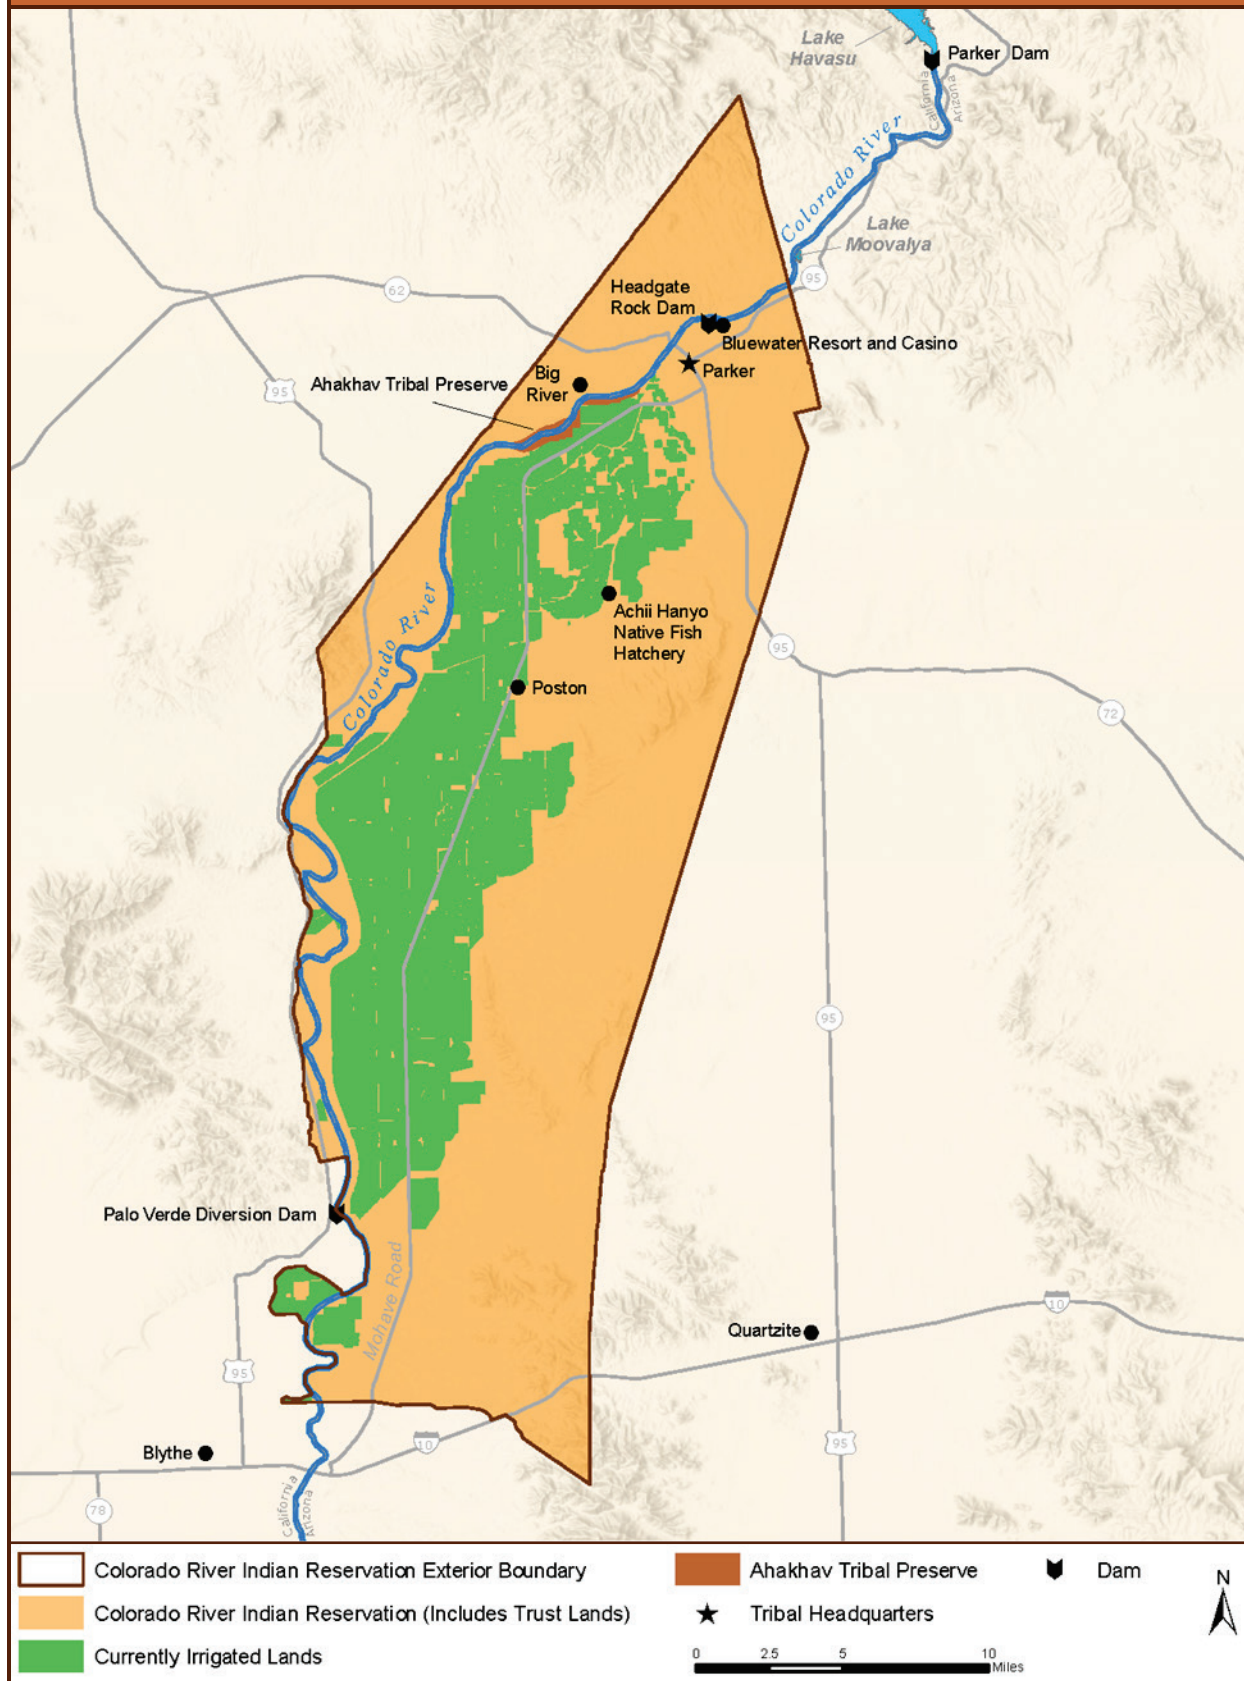 Lake
Havasu
Parker Dam
California
Arizona
Colorado River
Lake
Moovalya
95
62
Headgate
Rock Dam
Bluewater Resort and Casino
Parker
Big
River
Ahakhav Tribal Preserve
95
Colorado River
Achii Hanyo
Native Fish
Hatchery
95
Poston
72
95
Palo Verde Diversion Dam
Mohave Road
10
Quartzite
95
95
10
Blythe
78
California
Arizona
Colorado River Indian Reservation Exterior Boundary
Colorado River Indian Reservation (Includes Trust Lands)
Currently Irrigated Lands
Ahakhav Tribal Preserve
Tribal Headquarters
Dam
N
0 2.5 5 10
Miles